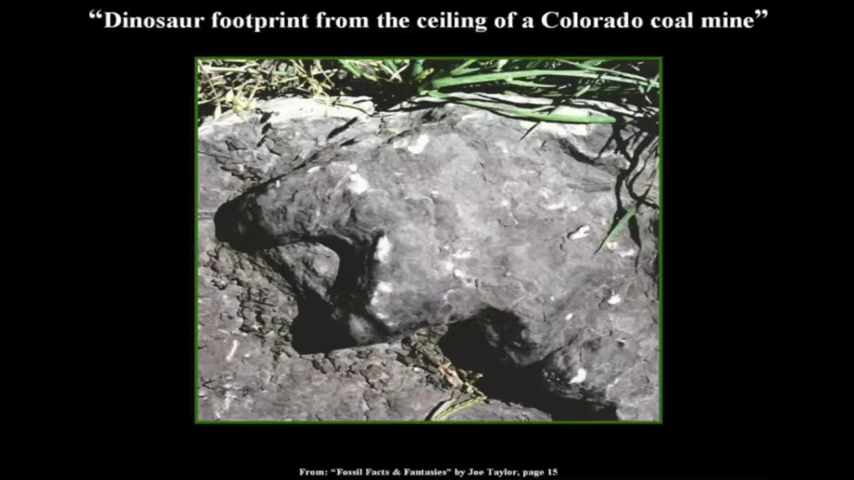 “Dinosaur footprint from the ceiling of a Colorado coal mine”
From: “Fossil Facts & Fantasies” by Joe Taylor, page 15